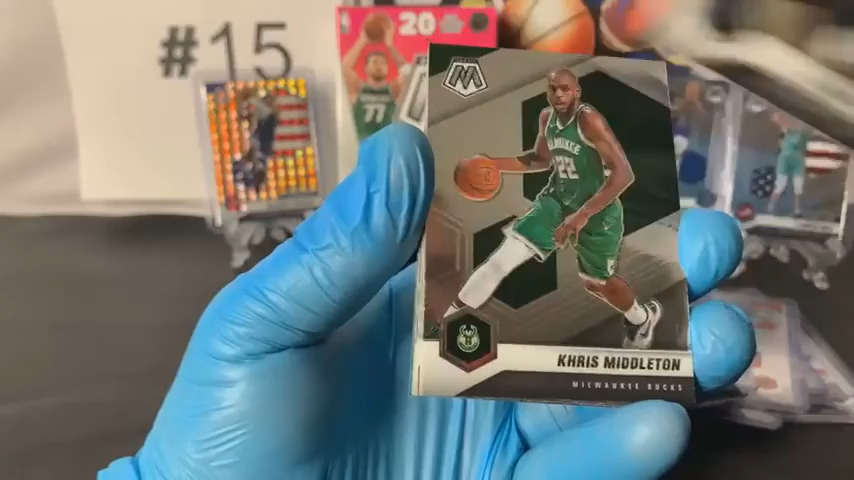 #15
20
77
M
MILWAUKEE
22
KHRIS MIDDLETON
MILWAUKEE BUCKS